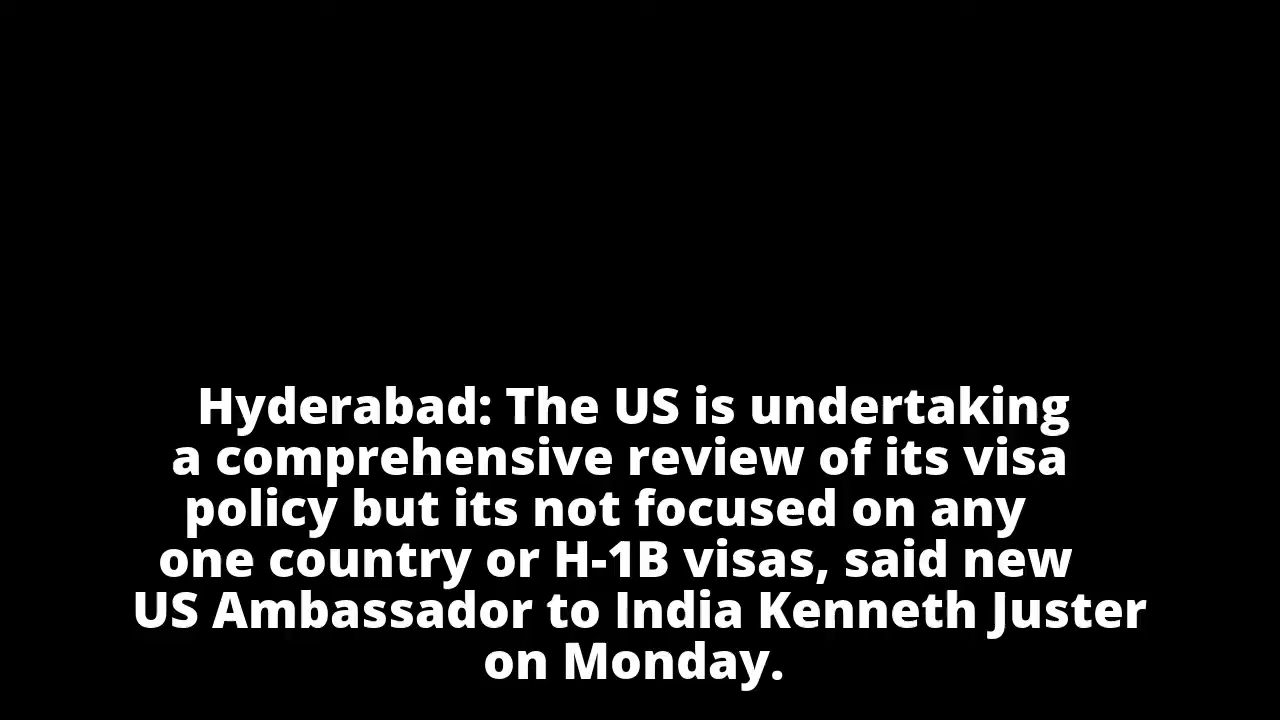 Hyderabad: The US is undertaking
a comprehensive review of its visa
policy but its not focused on any
one country or H-1B visas, said new
US Ambassador to India Kenneth Juster
on Monday.